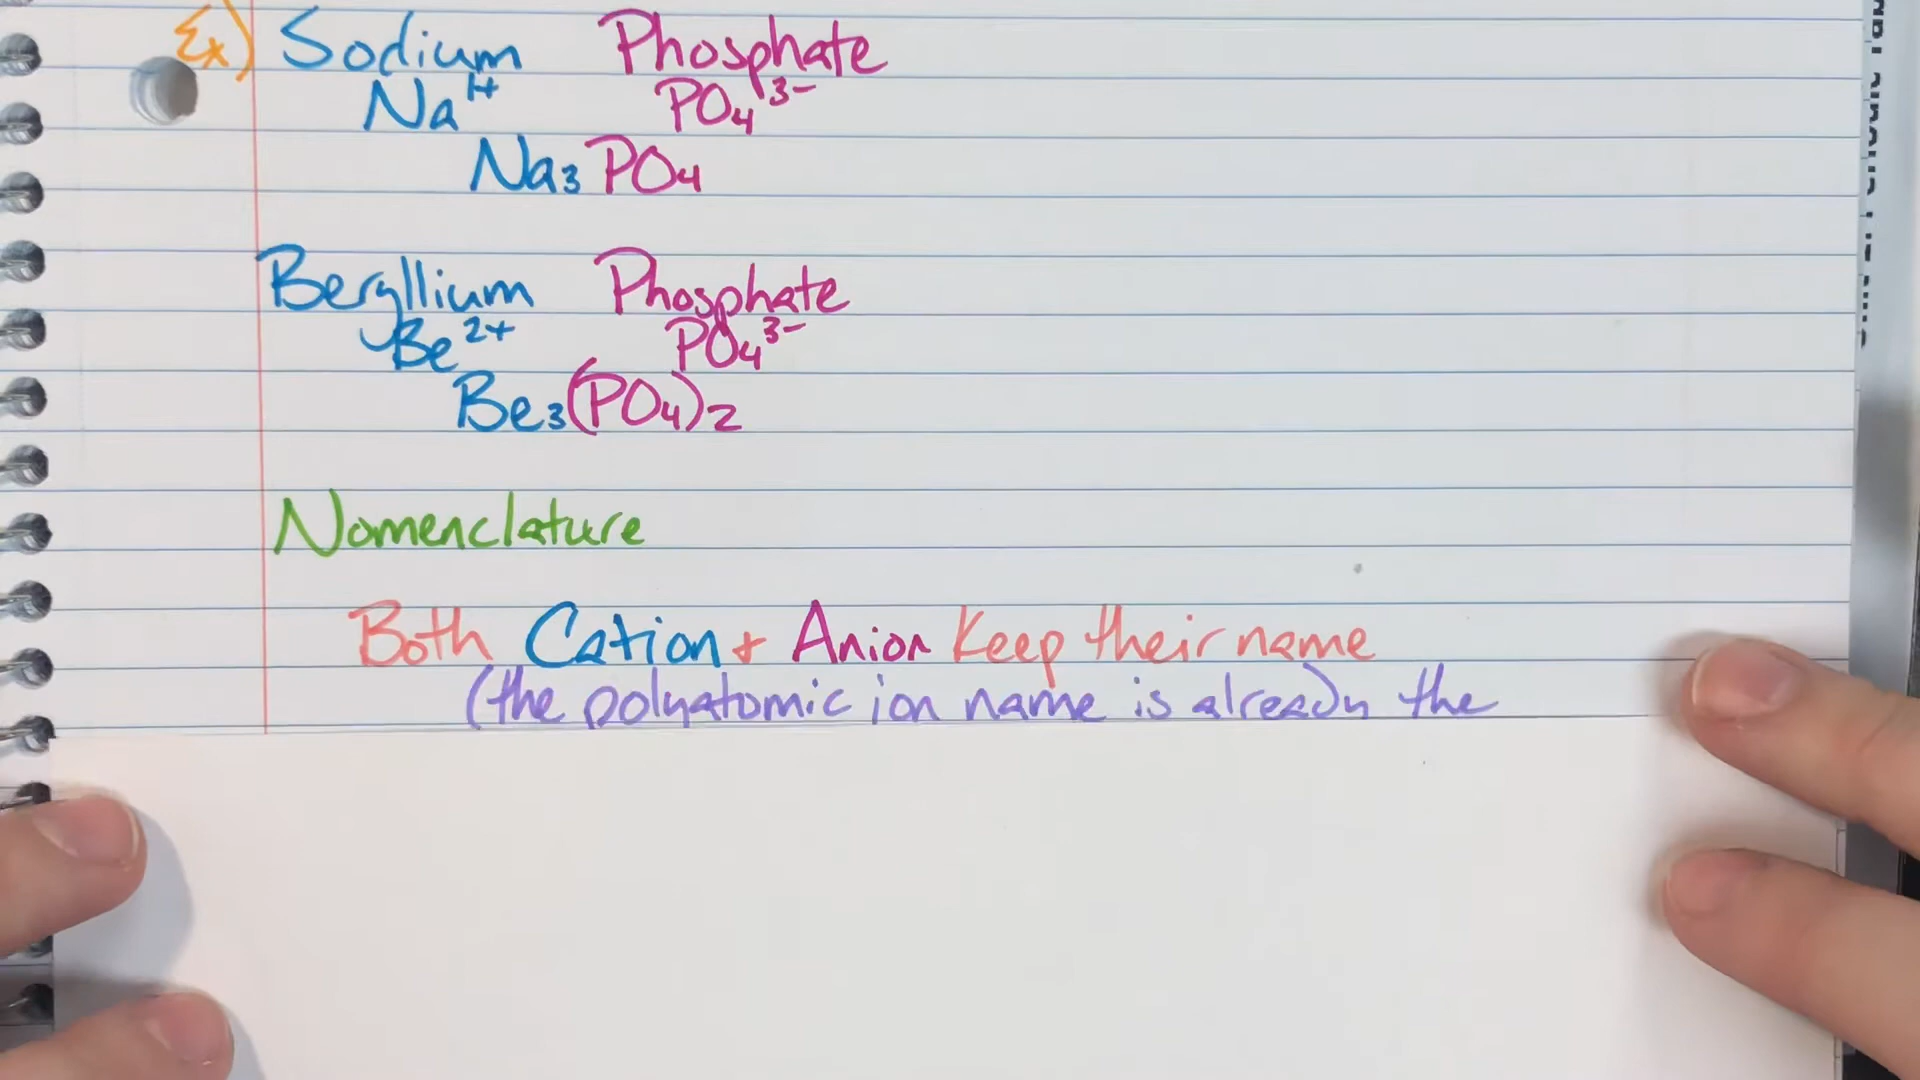 Ex) Sodium Phosphate
Na¹⁺ PO₄³⁻
Na₃PO₄
Beryllium Phosphate
Be²⁺ PO₄³⁻
Be₃(PO₄)₂
Nomenclature
Both Cation + Anion Keep their name
(the polyatomic ion name is already the